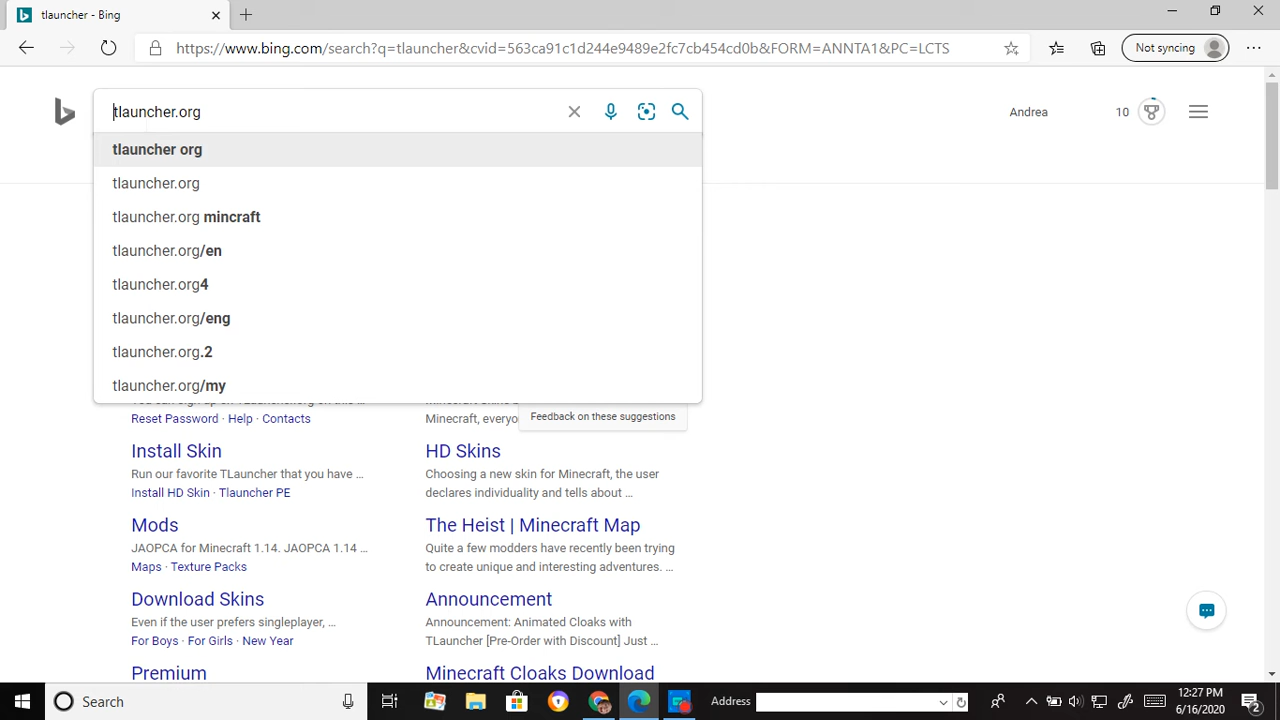 tlauncher - Bing
https://www.bing.com/search?q=tlauncher&cvid=563ca91c1d244e9489e2fc7cb454cd0b&FORM=ANNTA1&PC=LCTS
Not syncing
tlauncher.org
Andrea
10
tlauncher org
tlauncher.org
tlauncher.org mincraft
tlauncher.org/en
tlauncher.org4
tlauncher.org/eng
tlauncher.org.2
tlauncher.org/my
Reset Password · Help · Contacts
Minecraft, everyo
Feedback on these suggestions
Install Skin
Run our favorite TLauncher that you have ...
Install HD Skin · Tlauncher PE
HD Skins
Choosing a new skin for Minecraft, the user
declares individuality and tells about ...
Mods
JAOPCA for Minecraft 1.14. JAOPCA 1.14 ...
Maps · Texture Packs
The Heist | Minecraft Map
Quite a few modders have recently been trying
to create unique and interesting adventures. ...
Download Skins
Even if the user prefers singleplayer, ...
For Boys · For Girls · New Year
Announcement
Announcement: Animated Cloaks with
TLauncher [Pre-Order with Discount] Just ...
Premium
Minecraft Cloaks Download
Search
Address
12:27 PM
6/16/2020
2